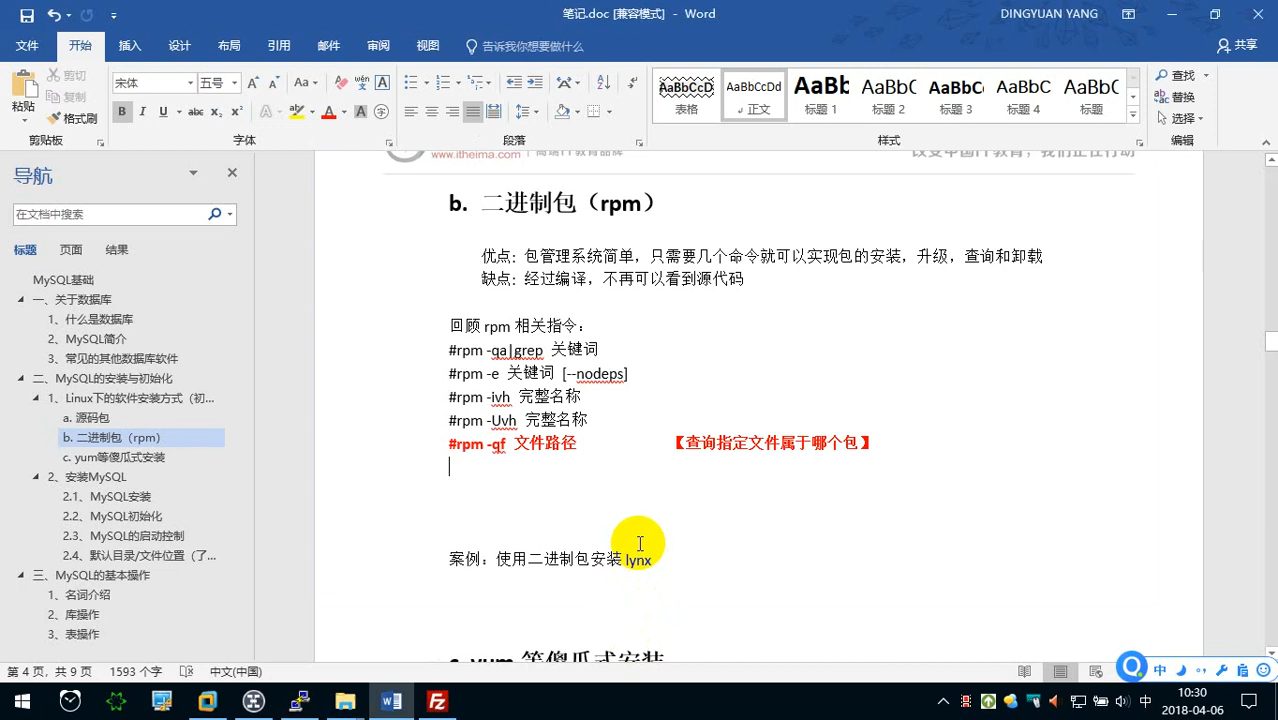 笔记.doc [兼容模式] - Word
DINGYUAN YANG
文件 开始 插入 设计 布局 引用 邮件 审阅 视图 告诉我你想要做什么 共享
粘贴 剪切 复制 格式刷
宋体 五号
表格 正文 标题 1 标题 2 标题 3 标题 4 标题
查找 替换 选择
剪贴板 字体 段落 样式 编辑
导航
在文档中搜索
标题 页面 结果
MySQL基础
一、关于数据库
1、什么是数据库
2、MySQL简介
3、常见的其他数据库软件
二、MySQL的安装与初始化
1、Linux下的软件安装方式（初...
a. 源码包
b. 二进制包（rpm）
c. yum等傻瓜式安装
2、安装MySQL
2.1、MySQL安装
2.2、MySQL初始化
2.3、MySQL的启动控制
2.4、默认目录/文件位置（了...
三、MySQL的基本操作
1、名词介绍
2、库操作
3、表操作
www.itheima.com
b. 二进制包（rpm）
优点：包管理系统简单，只需要几个命令就可以实现包的安装，升级，查询和卸载
缺点：经过编译，不再可以看到源代码
回顾 rpm 相关指令：
#rpm -qa|grep 关键词
#rpm -e 关键词 [--nodeps]
#rpm -ivh 完整名称
#rpm -Uvh 完整名称
#rpm -qf 文件路径 【查询指定文件属于哪个包】
案例：使用二进制包安装 lynx
c. yum 等傻瓜式安装
第 4 页，共 9 页 1593 个字 中文(中国)
中
中 10:30
2018-04-06